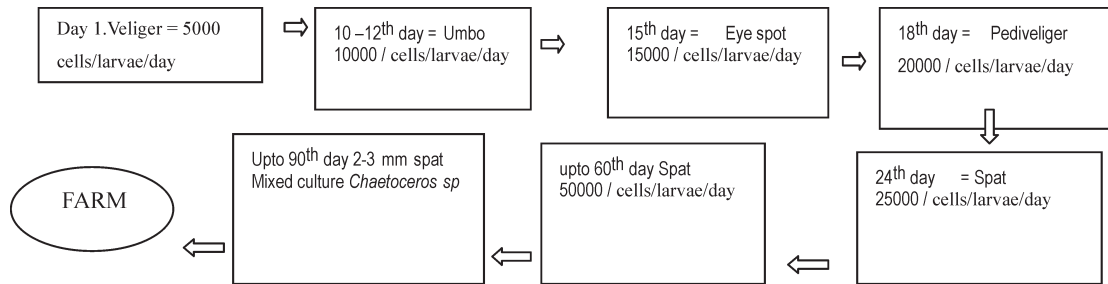 Day 1.Veliger = 5000
cells/larvae/day
10 –12th day = Umbo
10000 / cells/larvae/day
15th day = Eye spot
15000 / cells/larvae/day
18th day = Pediveliger
20000 / cells/larvae/day
24th day = Spat
25000 / cells/larvae/day
upto 60th day Spat
50000 / cells/larvae/day
Upto 90th day 2-3 mm spat
Mixed culture Chaetoceros sp
FARM